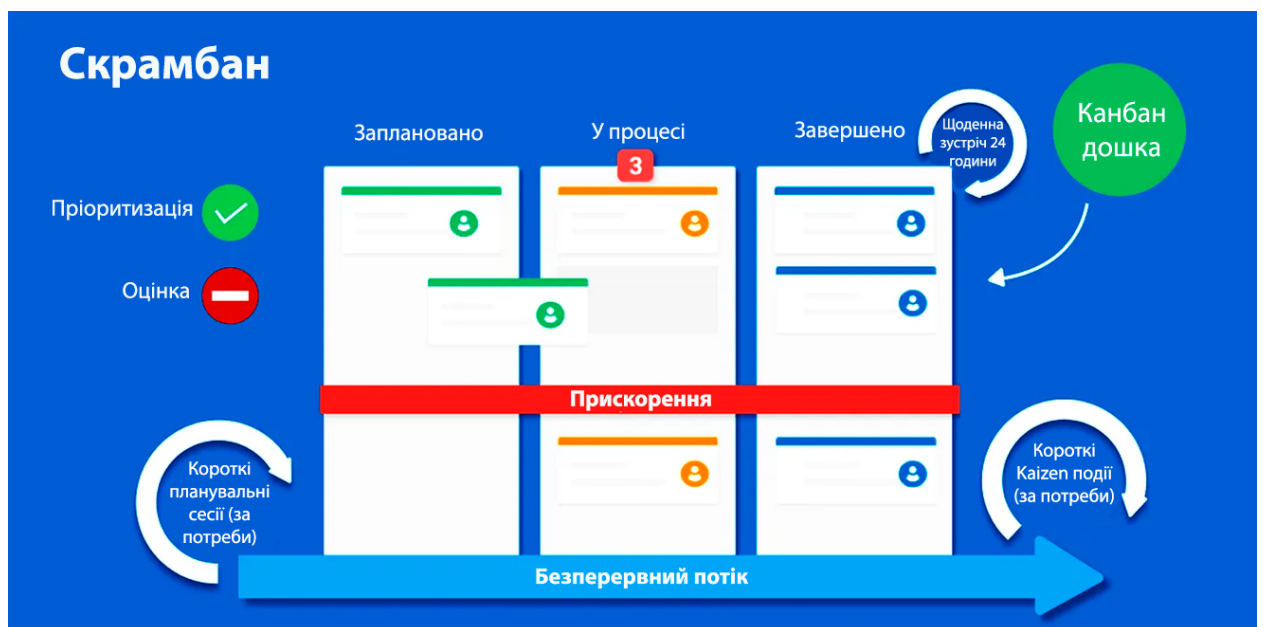 Скрамбан
Заплановано
У процесі
Завершено
3
Щоденна
зустріч 24
години
Канбан
дошка
Пріоритизація
Оцінка
Прискорення
Короткі
планувальні
сесії (за
потреби)
Короткі
Kaizen події
(за потреби)
Безперервний потік